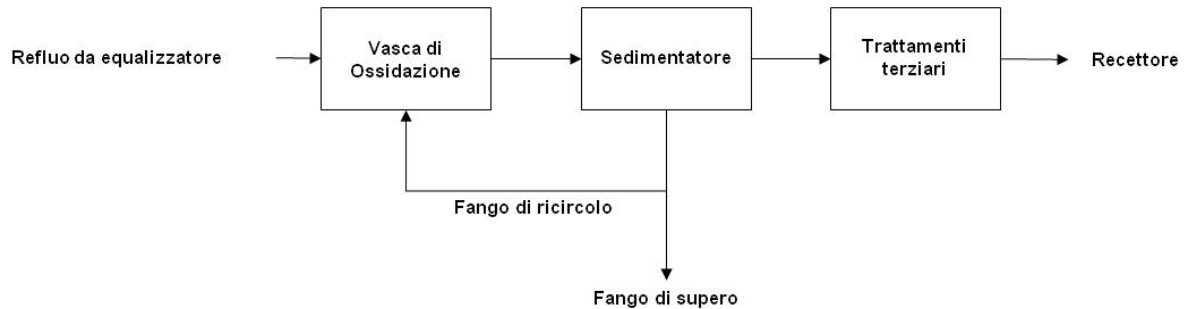 Refluo da equalizzatore
Vasca di
Ossidazione
Sedimentatore
Trattamenti
terziari
Recettore
Fango di ricircolo
Fango di supero